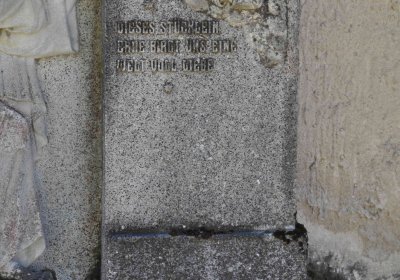 DIESES STÜCKLEIN
ERDE BIRGT UNS EINE
WELT VOLL LIEBE